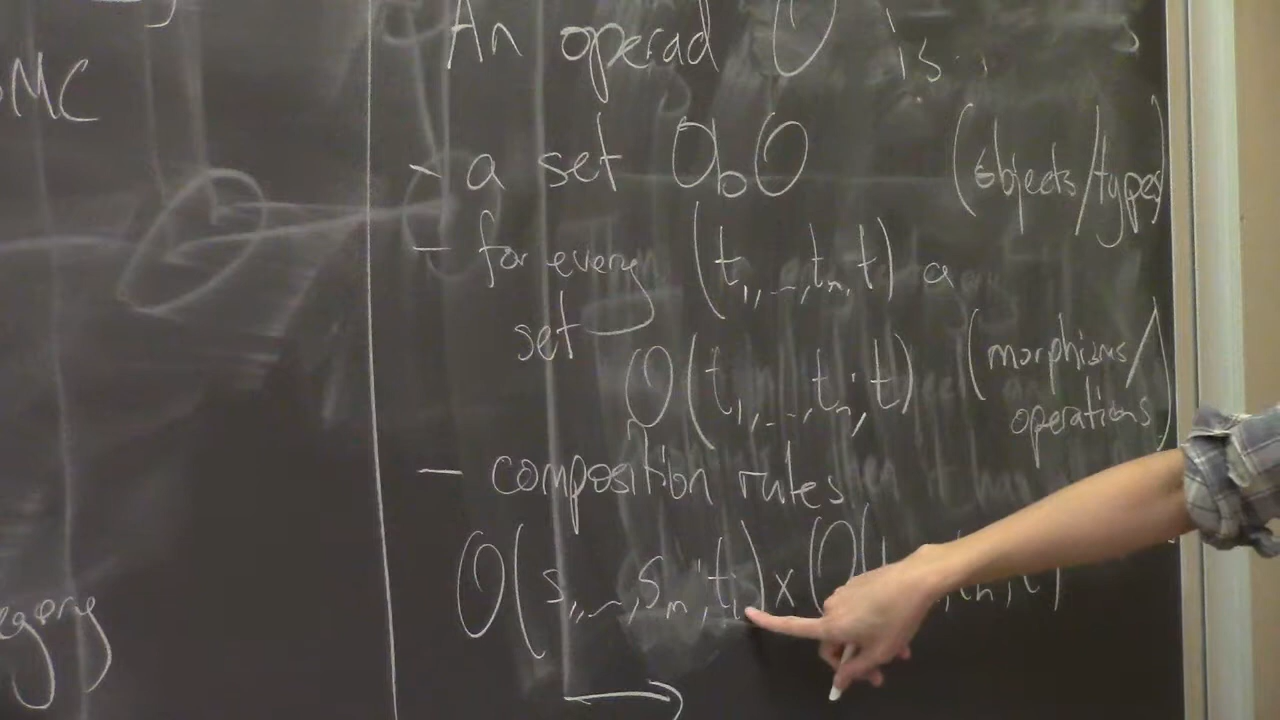 MC
egory
An operad O is:
- a set Ob O (objects/types)
- for every (t₁,...,tₙ,t) a
set
O(t₁,...,tₙ;t) (morphisms/
operations)
- composition rules
O(s₁,...,sₘ;tᵢ) × (O(